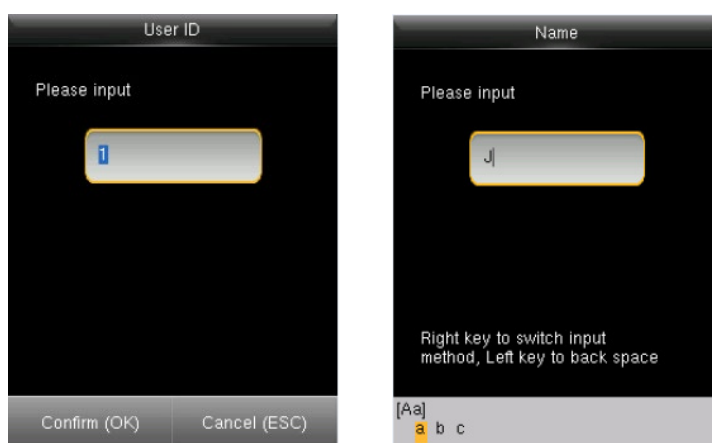 User ID
Please input
1
Confirm (OK) Cancel (ESC)
Name
Please input
J
Right key to switch input
method, Left key to back space
[Aa]
a b c